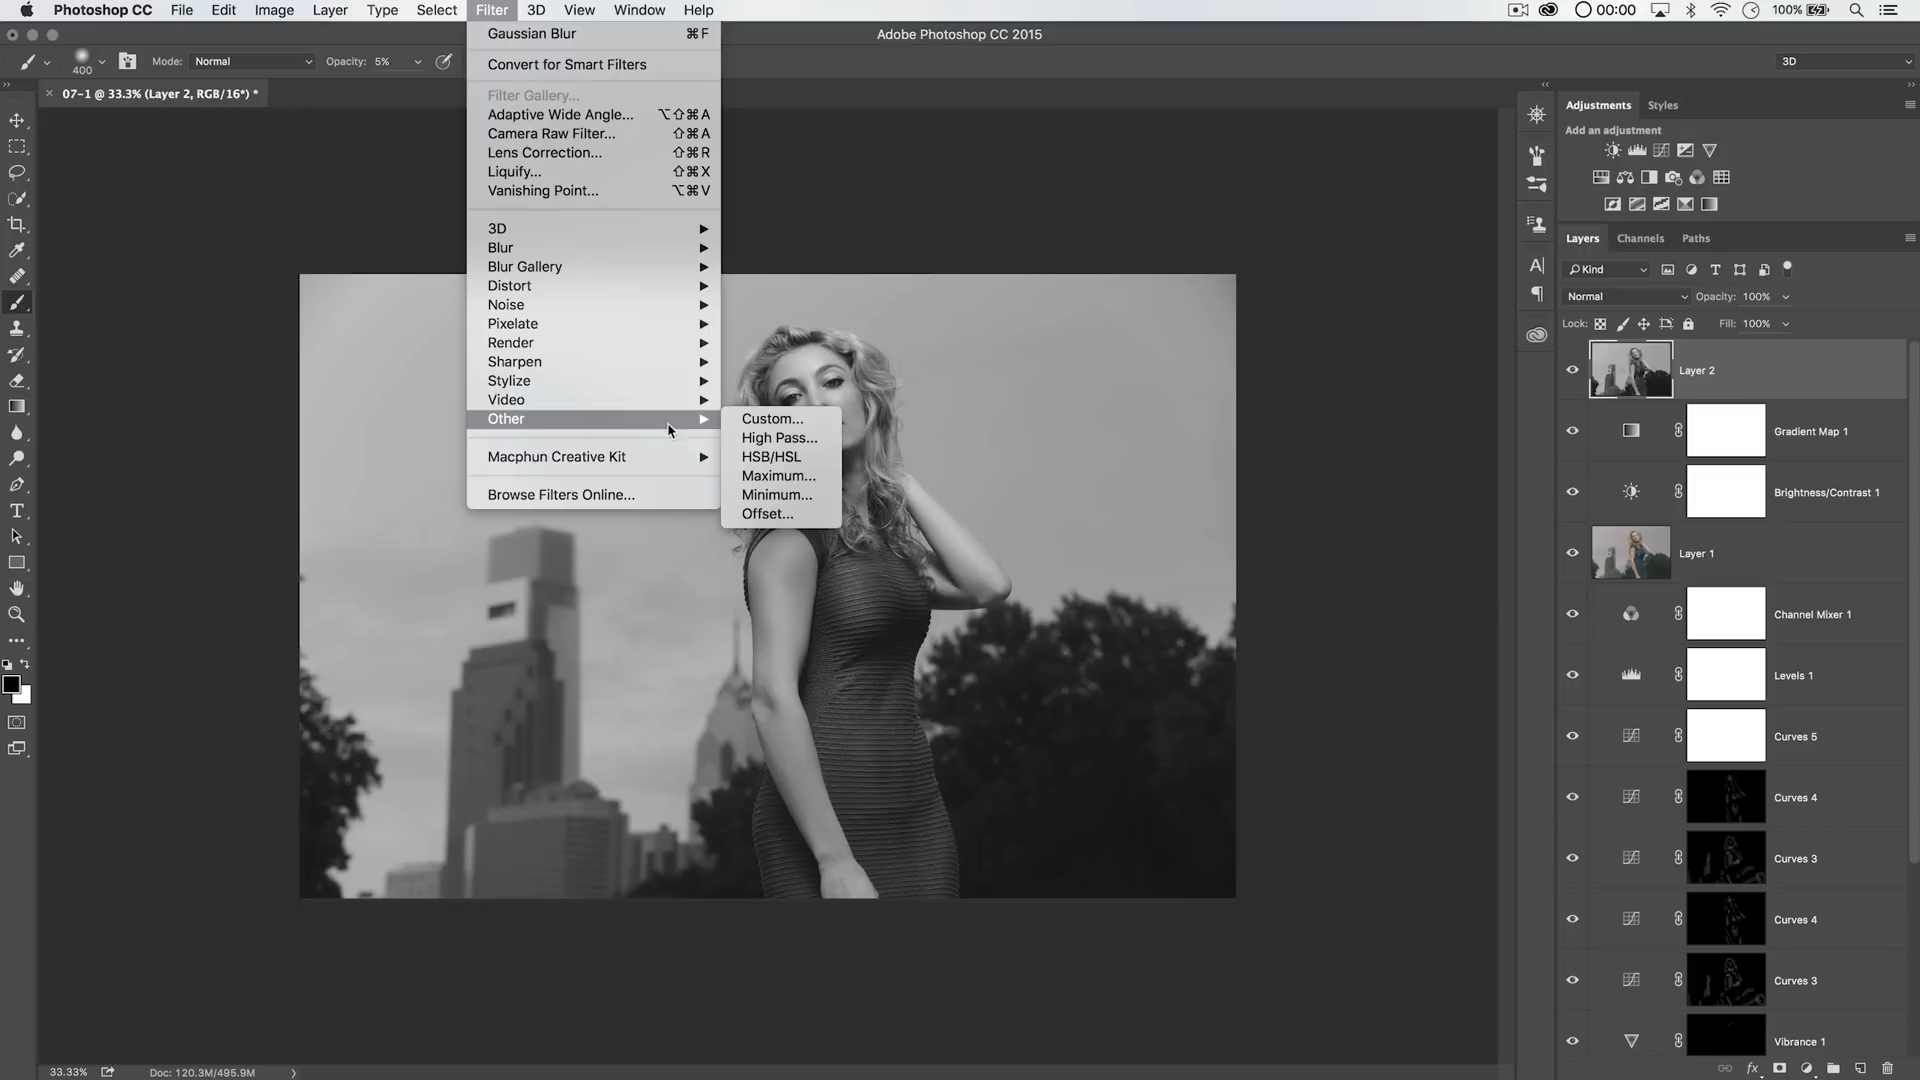 Photoshop CC File Edit Image Layer Type Select Filter 3D View Window Help 00:00 100%
Adobe Photoshop CC 2015
400 Mode: Normal Opacity: 5% 3D
× 07-1 @ 33.3% (Layer 2, RGB/16*) *
Gaussian Blur ⌘F
Convert for Smart Filters
Filter Gallery...
Adaptive Wide Angle... ⌥⇧⌘A
Camera Raw Filter... ⇧⌘A
Lens Correction... ⇧⌘R
Liquify... ⇧⌘X
Vanishing Point... ⌥⌘V
3D
Blur
Blur Gallery
Distort
Noise
Pixelate
Render
Sharpen
Stylize
Video
Other
Macphun Creative Kit
Browse Filters Online...
Custom...
High Pass...
HSB/HSL
Maximum...
Minimum...
Offset...
Adjustments Styles
Add an adjustment
Layers Channels Paths
Kind
Normal Opacity: 100%
Lock: Fill: 100%
Layer 2
Gradient Map 1
Brightness/Contrast 1
Layer 1
Channel Mixer 1
Levels 1
Curves 5
Curves 4
Curves 3
Curves 4
Curves 3
Vibrance 1
fx
33.33% Doc: 120.3M/495.9M